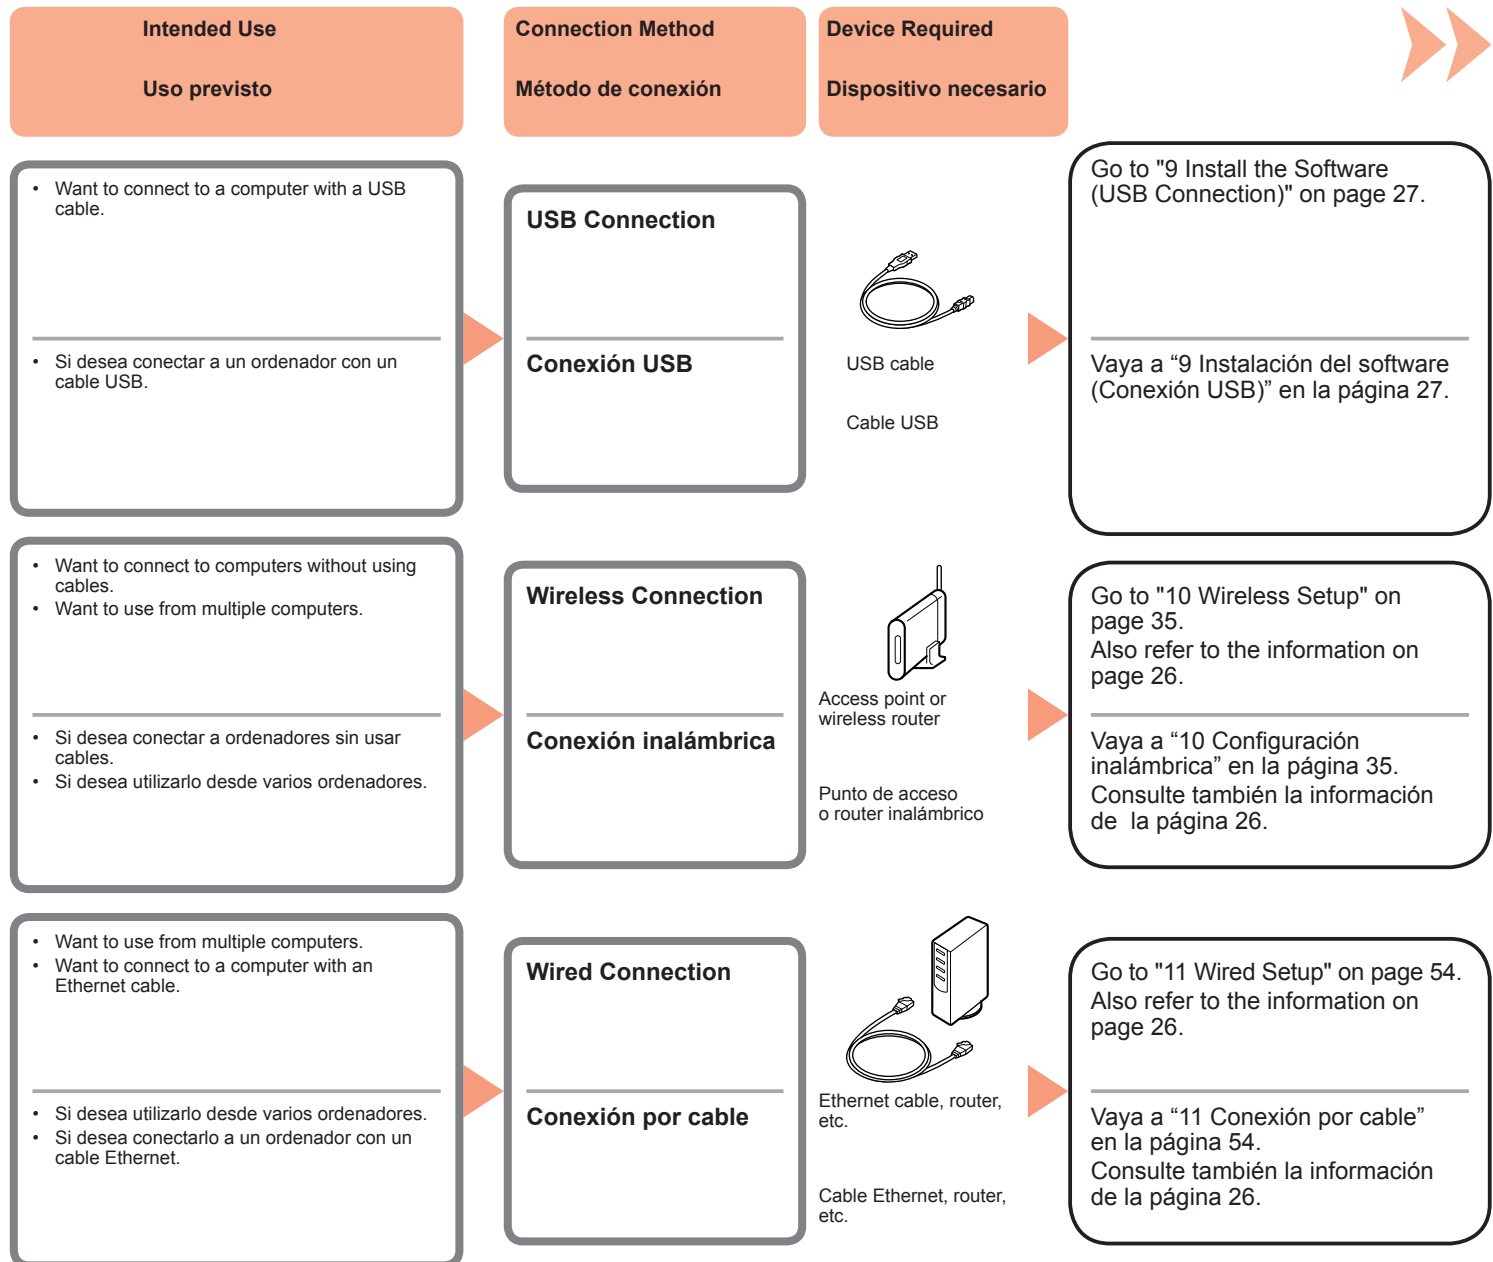 Intended Use
Uso previsto
Connection Method
Método de conexión
Device Required
Dispositivo necesario
• Want to connect to a computer with a USB
cable.
• Si desea conectar a un ordenador con un
cable USB.
USB Connection
Conexión USB
USB cable
Cable USB
Go to "9 Install the Software
(USB Connection)" on page 27.
Vaya a “9 Instalación del software
(Conexión USB)” en la página 27.
• Want to connect to computers without using
cables.
• Want to use from multiple computers.
• Si desea conectar a ordenadores sin usar
cables.
• Si desea utilizarlo desde varios ordenadores.
Wireless Connection
Conexión inalámbrica
Access point or
wireless router
Punto de acceso
o router inalámbrico
Go to "10 Wireless Setup" on
page 35.
Also refer to the information on
page 26.
Vaya a “10 Configuración
inalámbrica” en la página 35.
Consulte también la información
de la página 26.
• Want to use from multiple computers.
• Want to connect to a computer with an
Ethernet cable.
• Si desea utilizarlo desde varios ordenadores.
• Si desea conectarlo a un ordenador con un
cable Ethernet.
Wired Connection
Conexión por cable
Ethernet cable, router,
etc.
Cable Ethernet, router,
etc.
Go to "11 Wired Setup" on page 54.
Also refer to the information on
page 26.
Vaya a “11 Conexión por cable”
en la página 54.
Consulte también la información
de la página 26.